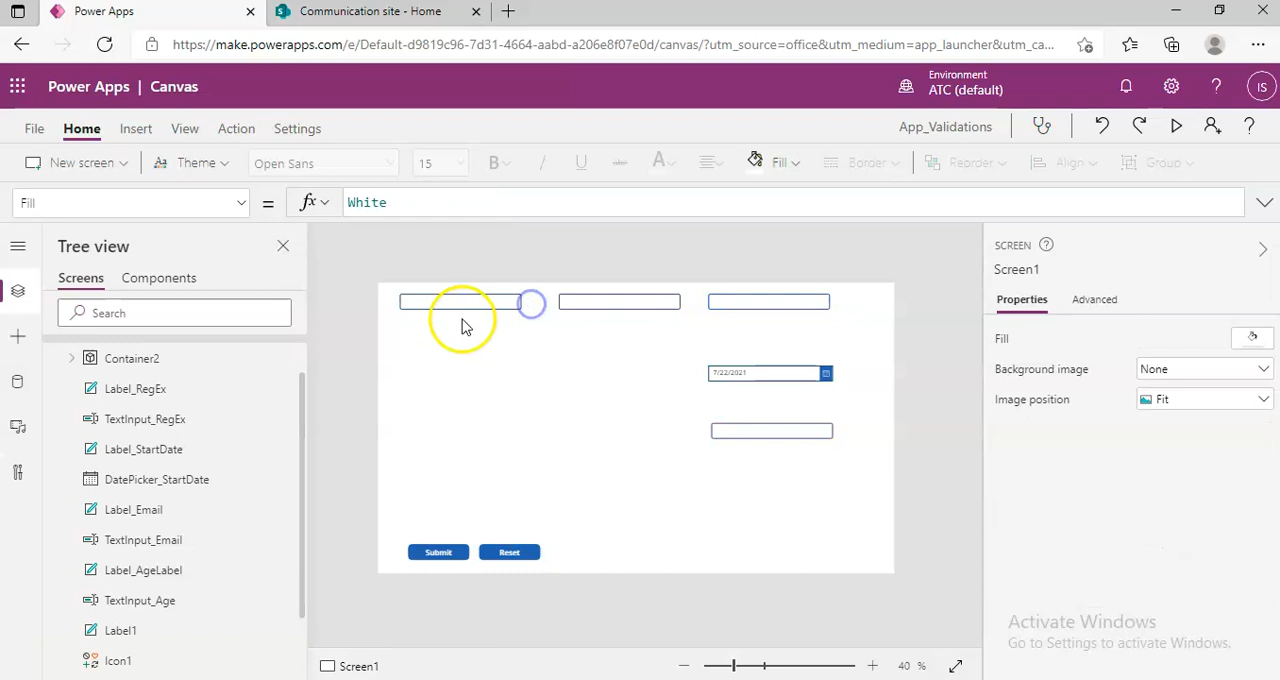 Power Apps
Communication site - Home
https://make.powerapps.com/e/Default-d9819c96-7d31-4664-aabd-a206e8f07e0d/canvas/?utm_source=office&utm_medium=app_launcher&utm_ca...
Power Apps | Canvas
Environment
ATC (default)
IS
File
Home
Insert
View
Action
Settings
App_Validations
New screen
Theme
Open Sans
15
B
Fill
Border
Reorder
Align
Group
Fill
=
fx
White
Tree view
Screens
Components
Search
Container2
Label_RegEx
TextInput_RegEx
Label_StartDate
DatePicker_StartDate
Label_Email
TextInput_Email
Label_AgeLabel
TextInput_Age
Label1
Icon1
7/22/2021
Submit
Reset
SCREEN
Screen1
Properties
Advanced
Fill
Background image
None
Image position
Fit
Activate Windows
Go to Settings to activate Windows.
Screen1
40 %